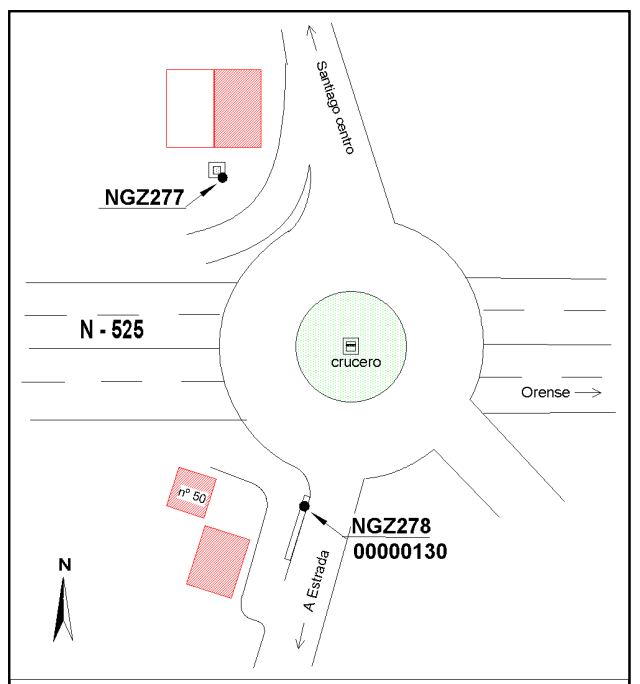 Santiago centro
NGZ277
N - 525
crucero
Orense
nº 50
NGZ278
00000130
A Estrada
N